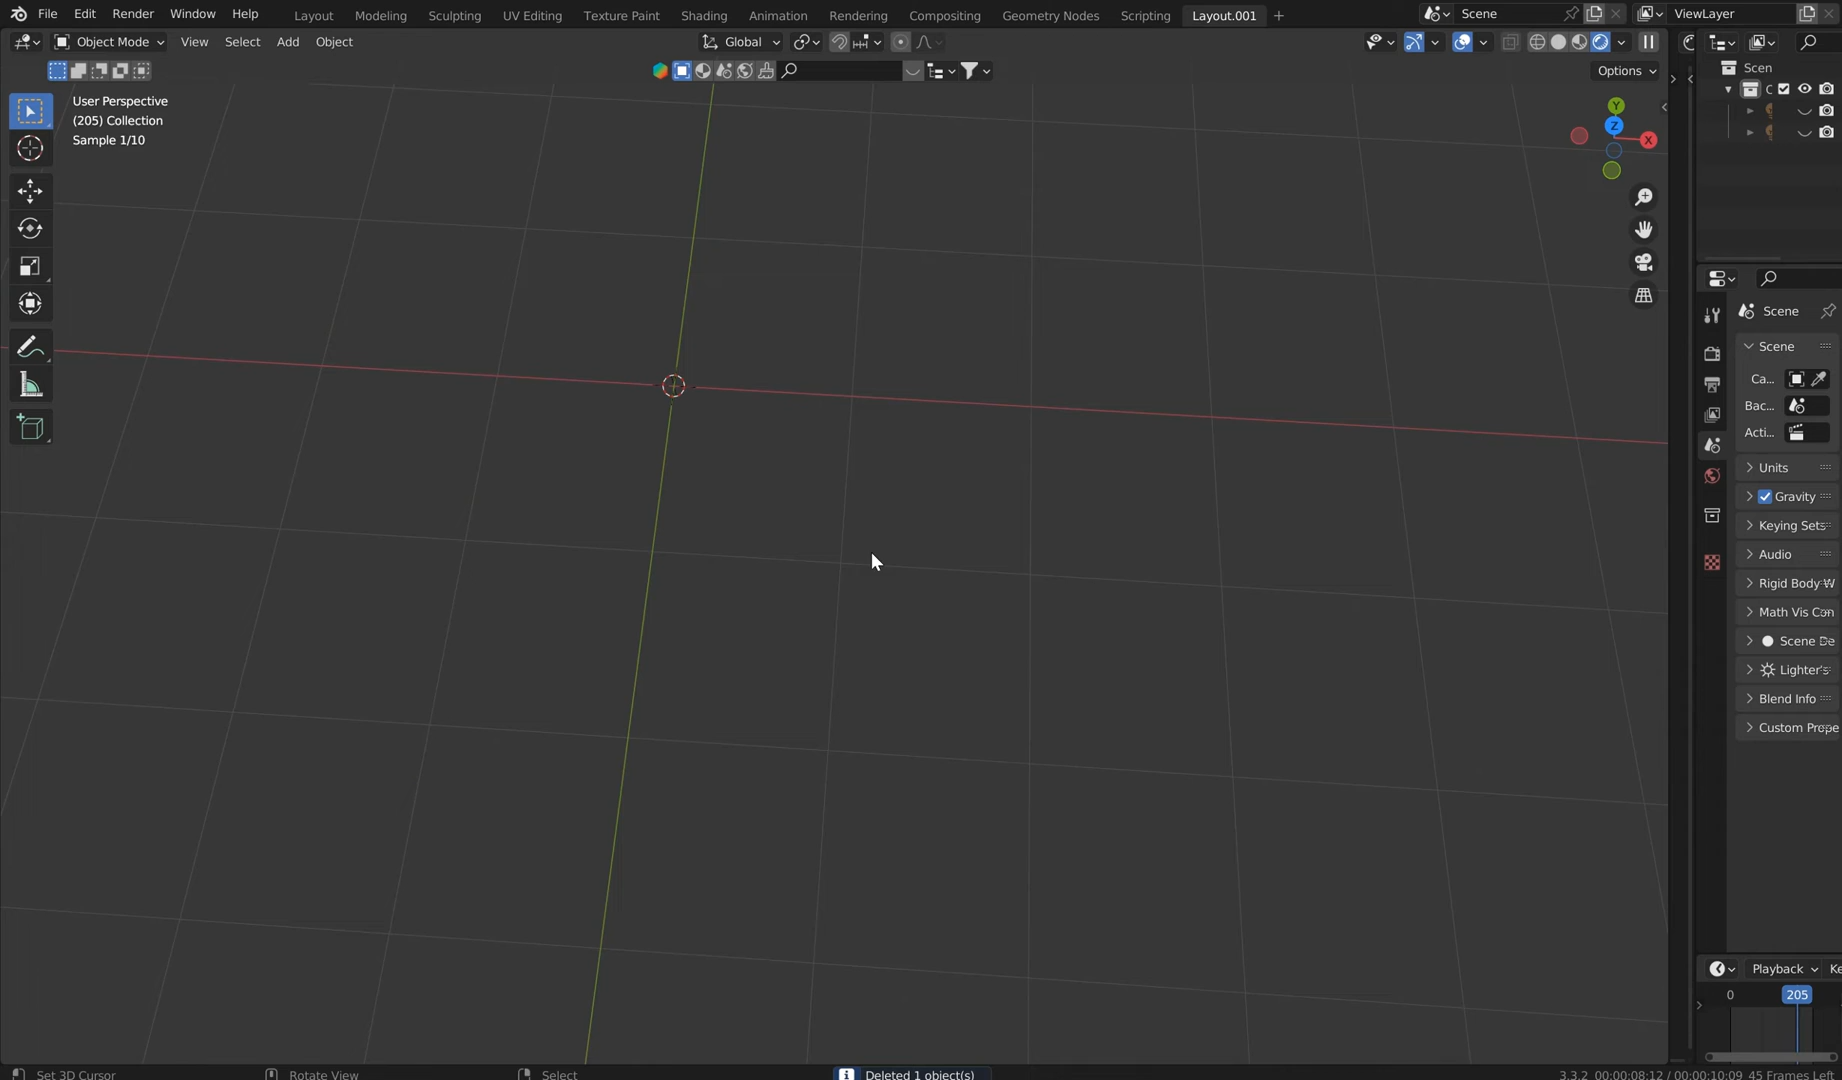 File Edit Render Window Help Layout Modeling Sculpting UV Editing Texture Paint Shading Animation Rendering Compositing Geometry Nodes Scripting Layout.001 Scene ViewLayer
Object Mode View Select Add Object Global
Options
Scen
C
User Perspective
(205) Collection
Sample 1/10
Y
Z
X
Scene
Scene
Ca...
Bac...
Acti...
Units
Gravity
Keying Sets
Audio
Rigid Body W
Math Vis Con
Scene De
Lighter's
Blend Info
Custom Prope
Playback Ke
0 205
Set 3D Cursor Rotate View Select Deleted 1 object(s) 3.3.2 00:00:08:12 / 00:00:10:09 45 Frames Left